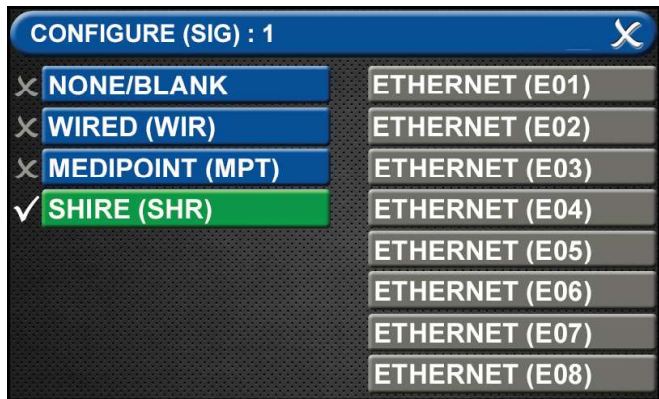 CONFIGURE (SIG) : 1
NONE/BLANK
WIRED (WIR)
MEDIPOINT (MPT)
SHIRE (SHR)
ETHERNET (E01)
ETHERNET (E02)
ETHERNET (E03)
ETHERNET (E04)
ETHERNET (E05)
ETHERNET (E06)
ETHERNET (E07)
ETHERNET (E08)